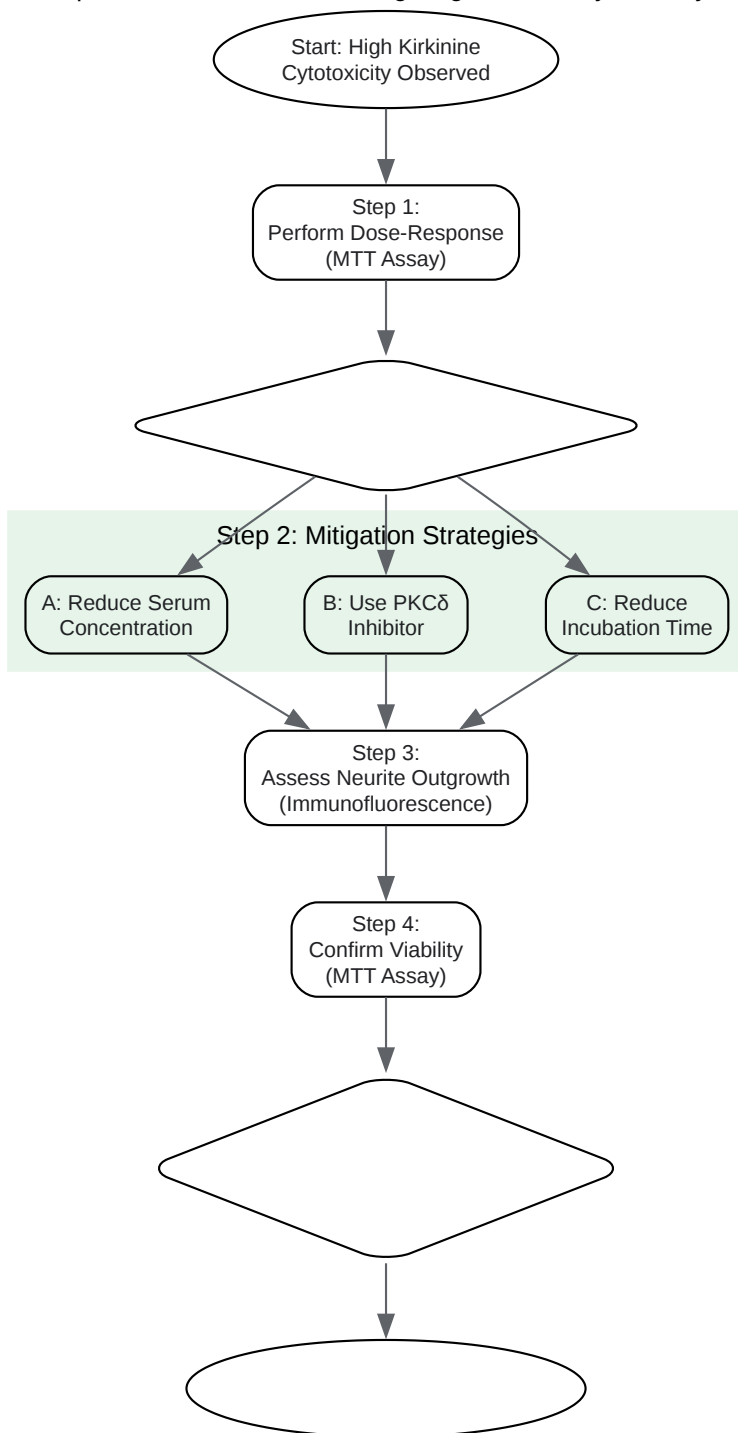 Start: High Kirkinine
Cytotoxicity Observed
Step 1:
Perform Dose-Response
(MTT Assay)
Step 2: Mitigation Strategies
A: Reduce Serum
Concentration
B: Use PKCδ
Inhibitor
C: Reduce
Incubation Time
Step 3:
Assess Neurite Outgrowth
(Immunofluorescence)
Step 4:
Confirm Viability
(MTT Assay)